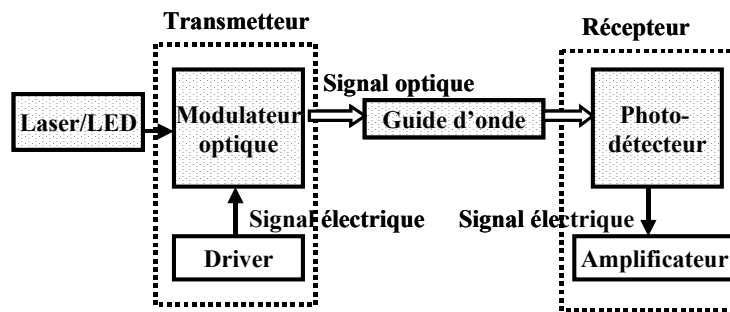 Transmetteur
Récepteur
Signal optique
Laser/LED
Modulateur
optique
Guide d'onde
Photo-
détecteur
Signal électrique
Signal électrique
Driver
Amplificateur